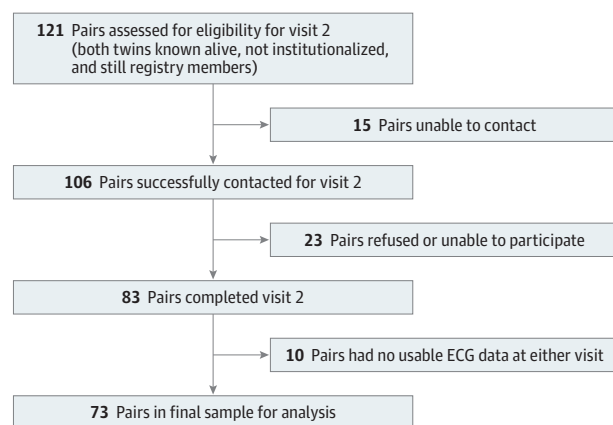 121 Pairs assessed for eligibility for visit 2
(both twins known alive, not institutionalized,
and still registry members)
15 Pairs unable to contact
106 Pairs successfully contacted for visit 2
23 Pairs refused or unable to participate
83 Pairs completed visit 2
10 Pairs had no usable ECG data at either visit
73 Pairs in final sample for analysis